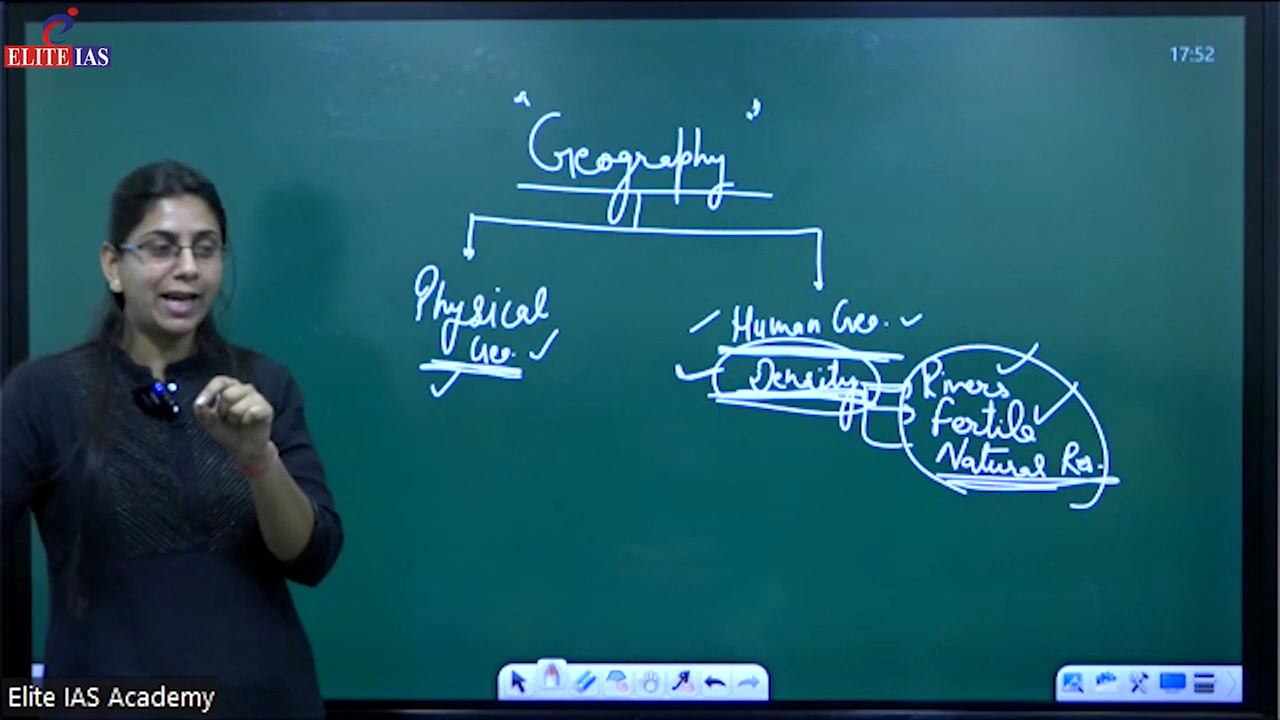 ELITE IAS
17:52
"Geography"
Physical
Geo.
Human Geo.
Density
Rivers
Fertile
Natural Res.
Elite IAS Academy